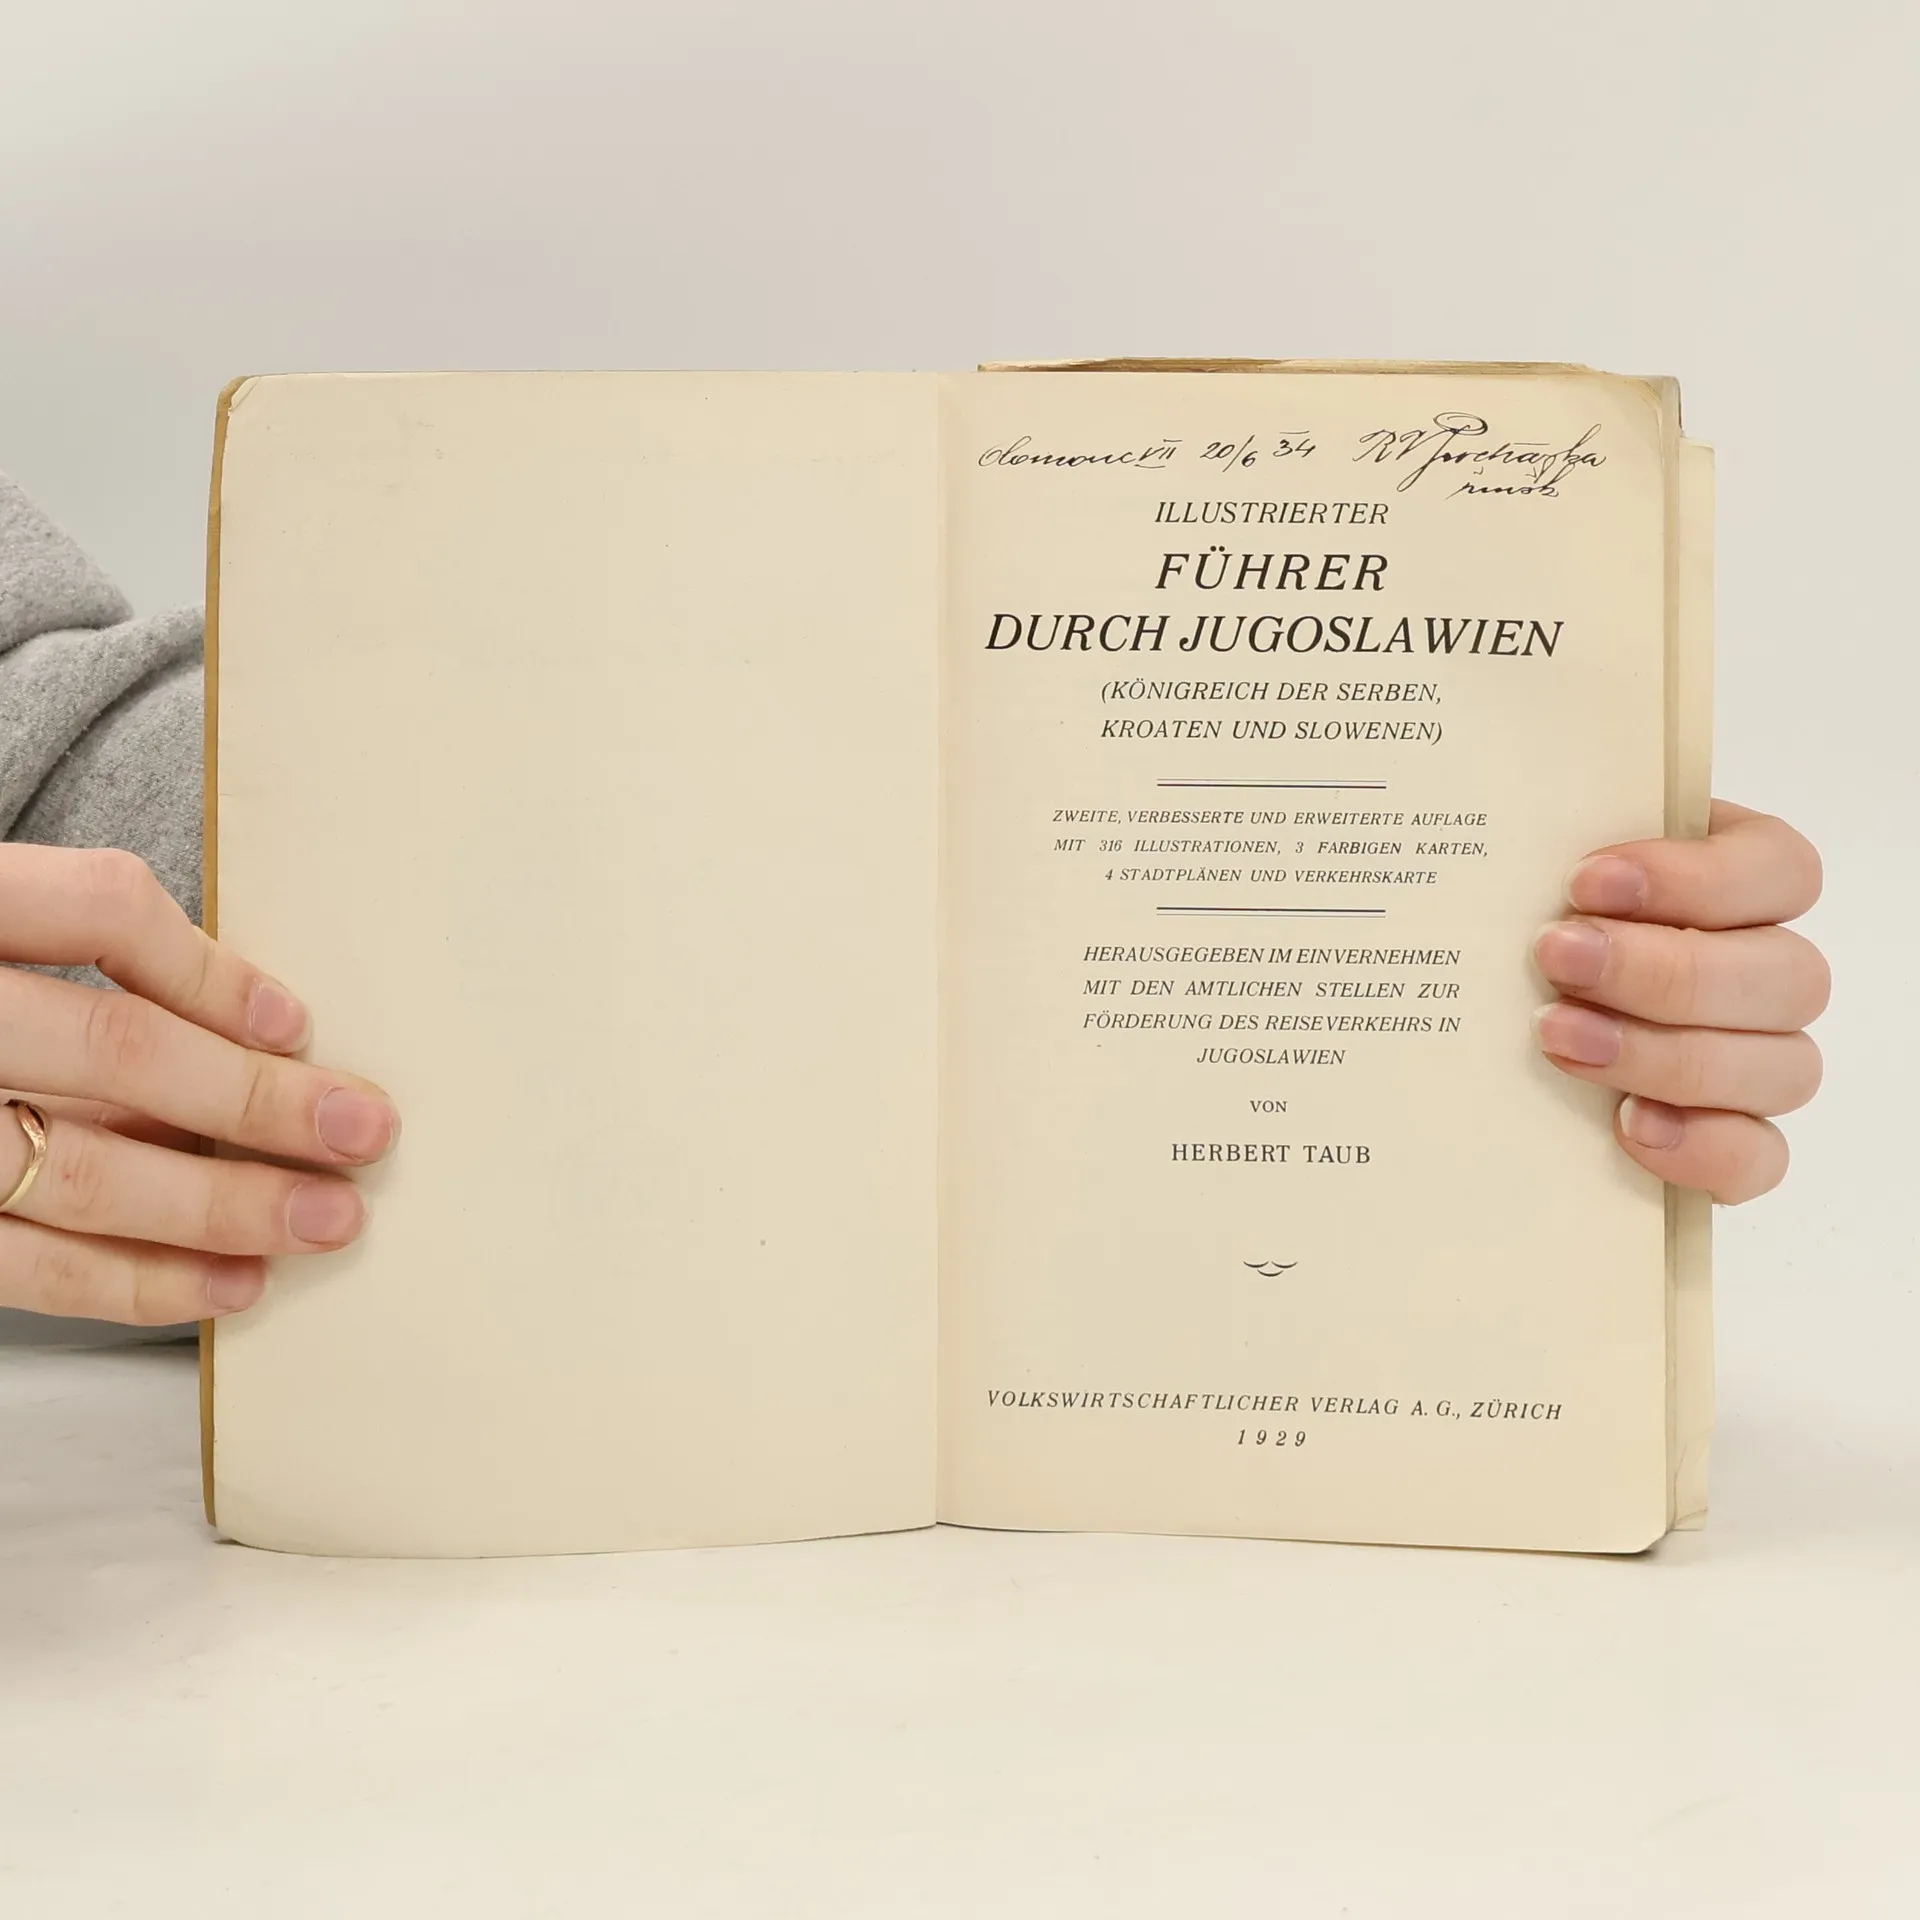 Olomouc VII 20/6 34 RVProcházka
ILLUSTRIERTER
FÜHRER
DURCH JUGOSLAWIEN
(KÖNIGREICH DER SERBEN,
KROATEN UND SLOWENEN)
ZWEITE, VERBESSERTE UND ERWEITERTE AUFLAGE
MIT 316 ILLUSTRATIONEN, 3 FARBIGEN KARTEN,
4 STADTPLÄNEN UND VERKEHRSKARTE
HERAUSGEGEBEN IM EINVERNEHMEN
MIT DEN AMTLICHEN STELLEN ZUR
FÖRDERUNG DES REISEVERKEHRS IN
JUGOSLAWIEN
VON
HERBERT TAUB
VOLKSWIRTSCHAFTLICHER VERLAG A. G., ZÜRICH
1929